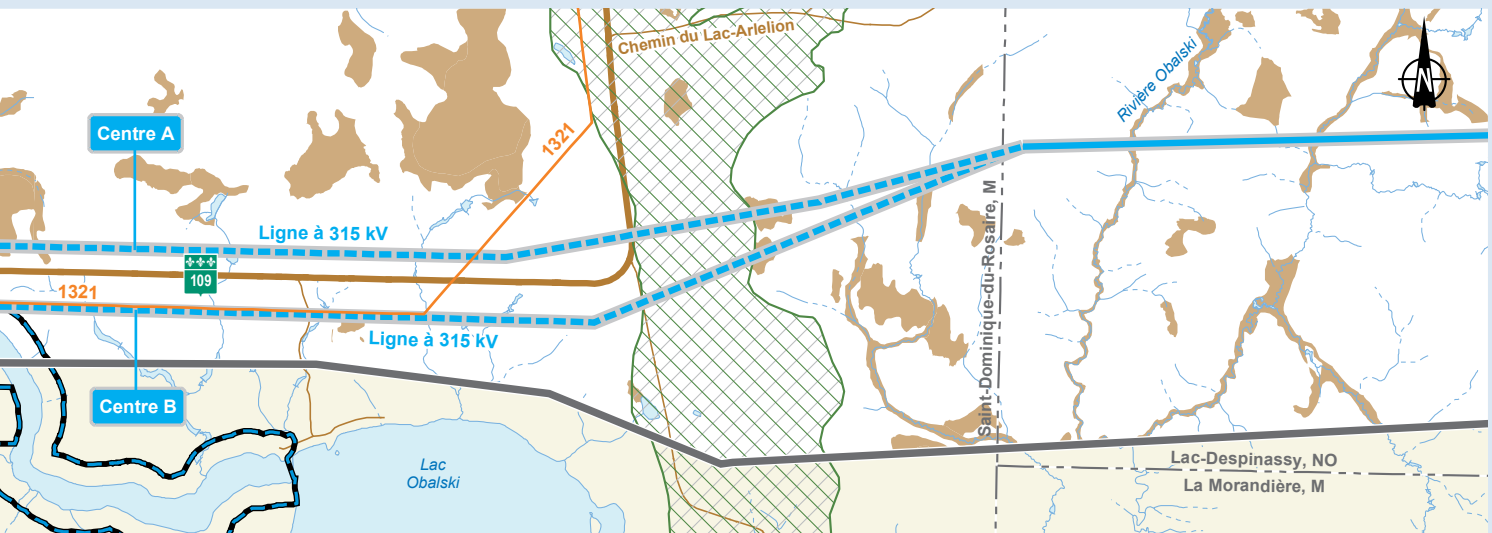 Chemin du Lac-Arlelion
Rivière Obalski
N
Centre A
1321
Ligne à 315 kV
109
1321
Ligne à 315 kV
Saint-Dominique-du-Rosaire, M
Centre B
Lac
Obalski
Lac-Despinassy, NO
La Morandière, M